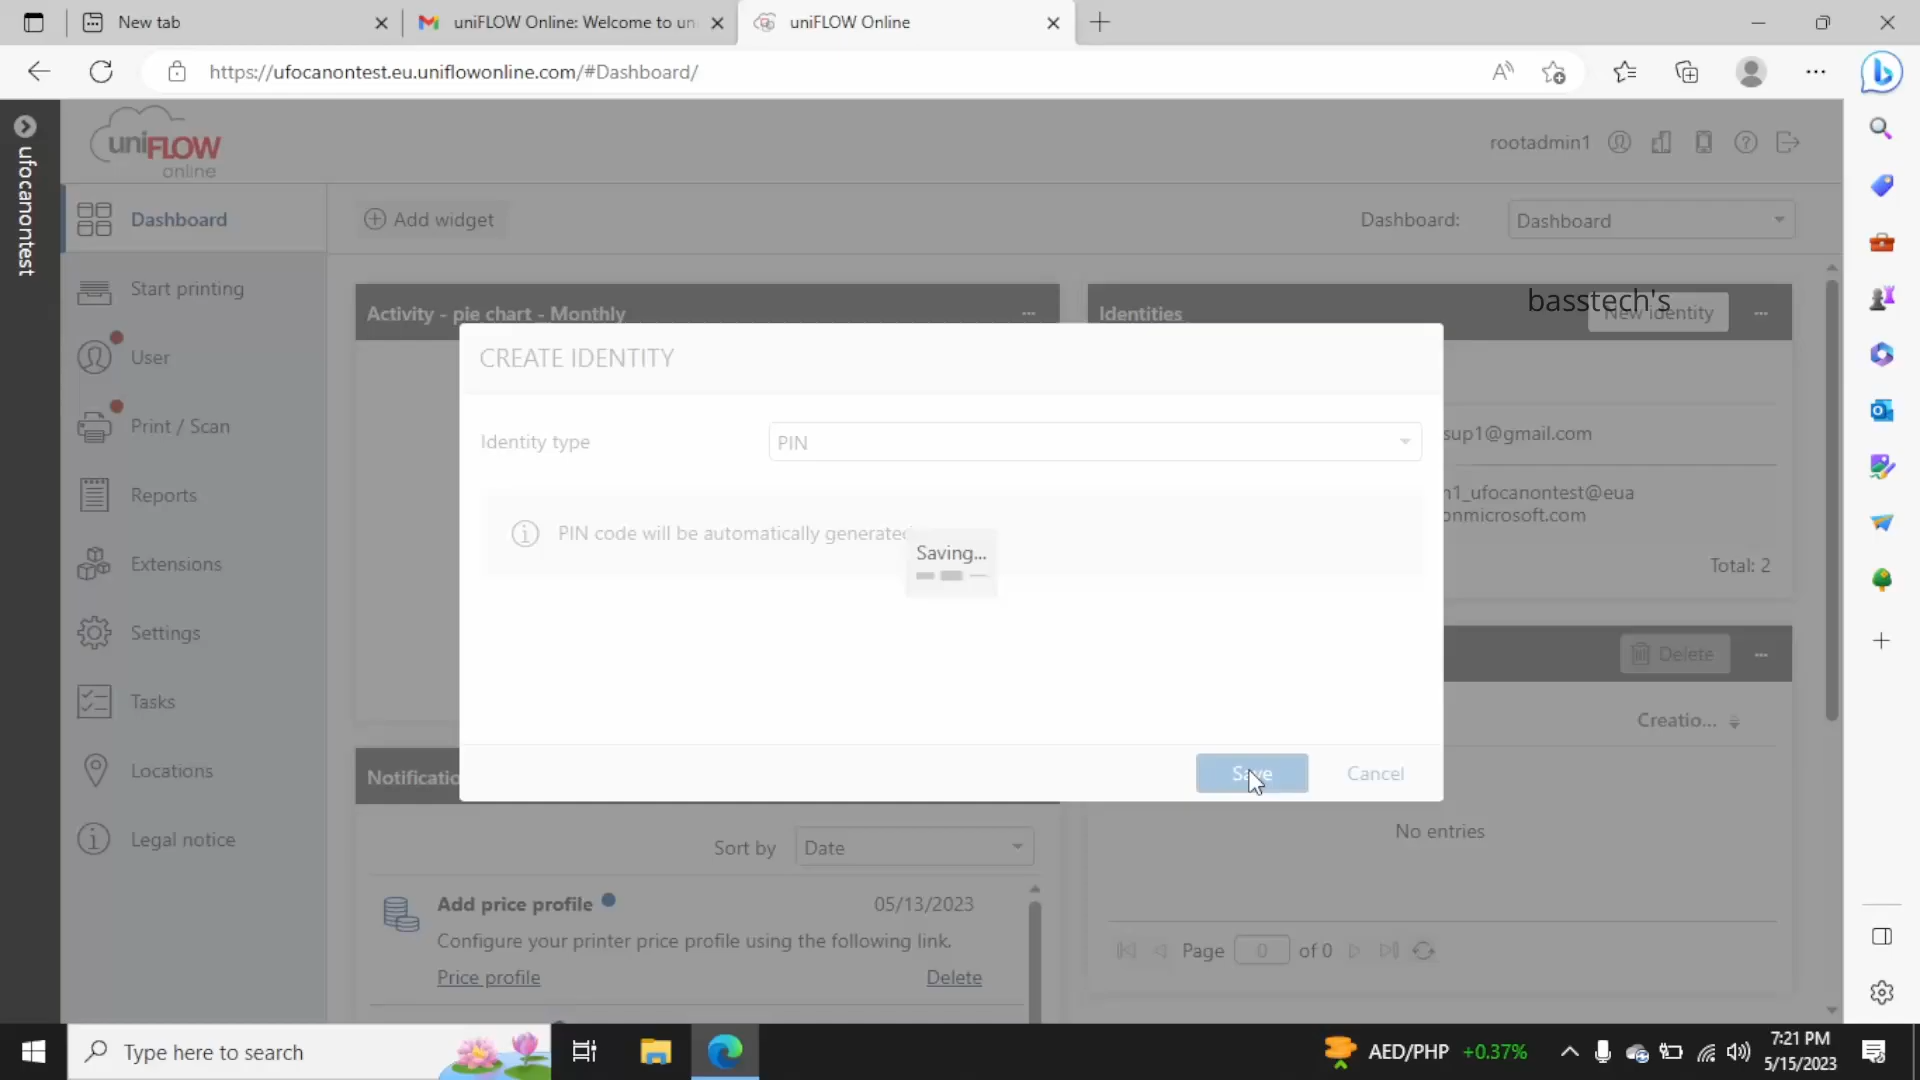 New tab
uniFLOW Online: Welcome to un
uniFLOW Online
https://ufocanontest.eu.uniflowonline.com/#Dashboard/
ufocanontest
uniFLOW
online
rootadmin1
Dashboard
Start printing
User
Print / Scan
Reports
Extensions
Settings
Tasks
Locations
Legal notice
Add widget
Dashboard:
Dashboard
Activity - pie chart - Monthly
Identities
basstech's
New identity
CREATE IDENTITY
Identity type
PIN
PIN code will be automatically generated
Saving...
Save
Cancel
sup1@gmail.com
n1_ufocanontest@eua
onmicrosoft.com
Total: 2
Delete
Creatio...
No entries
Page 0 of 0
Notificatio
Sort by
Date
Add price profile
05/13/2023
Configure your printer price profile using the following link.
Price profile
Delete
Type here to search
AED/PHP +0.37%
7:21 PM
5/15/2023